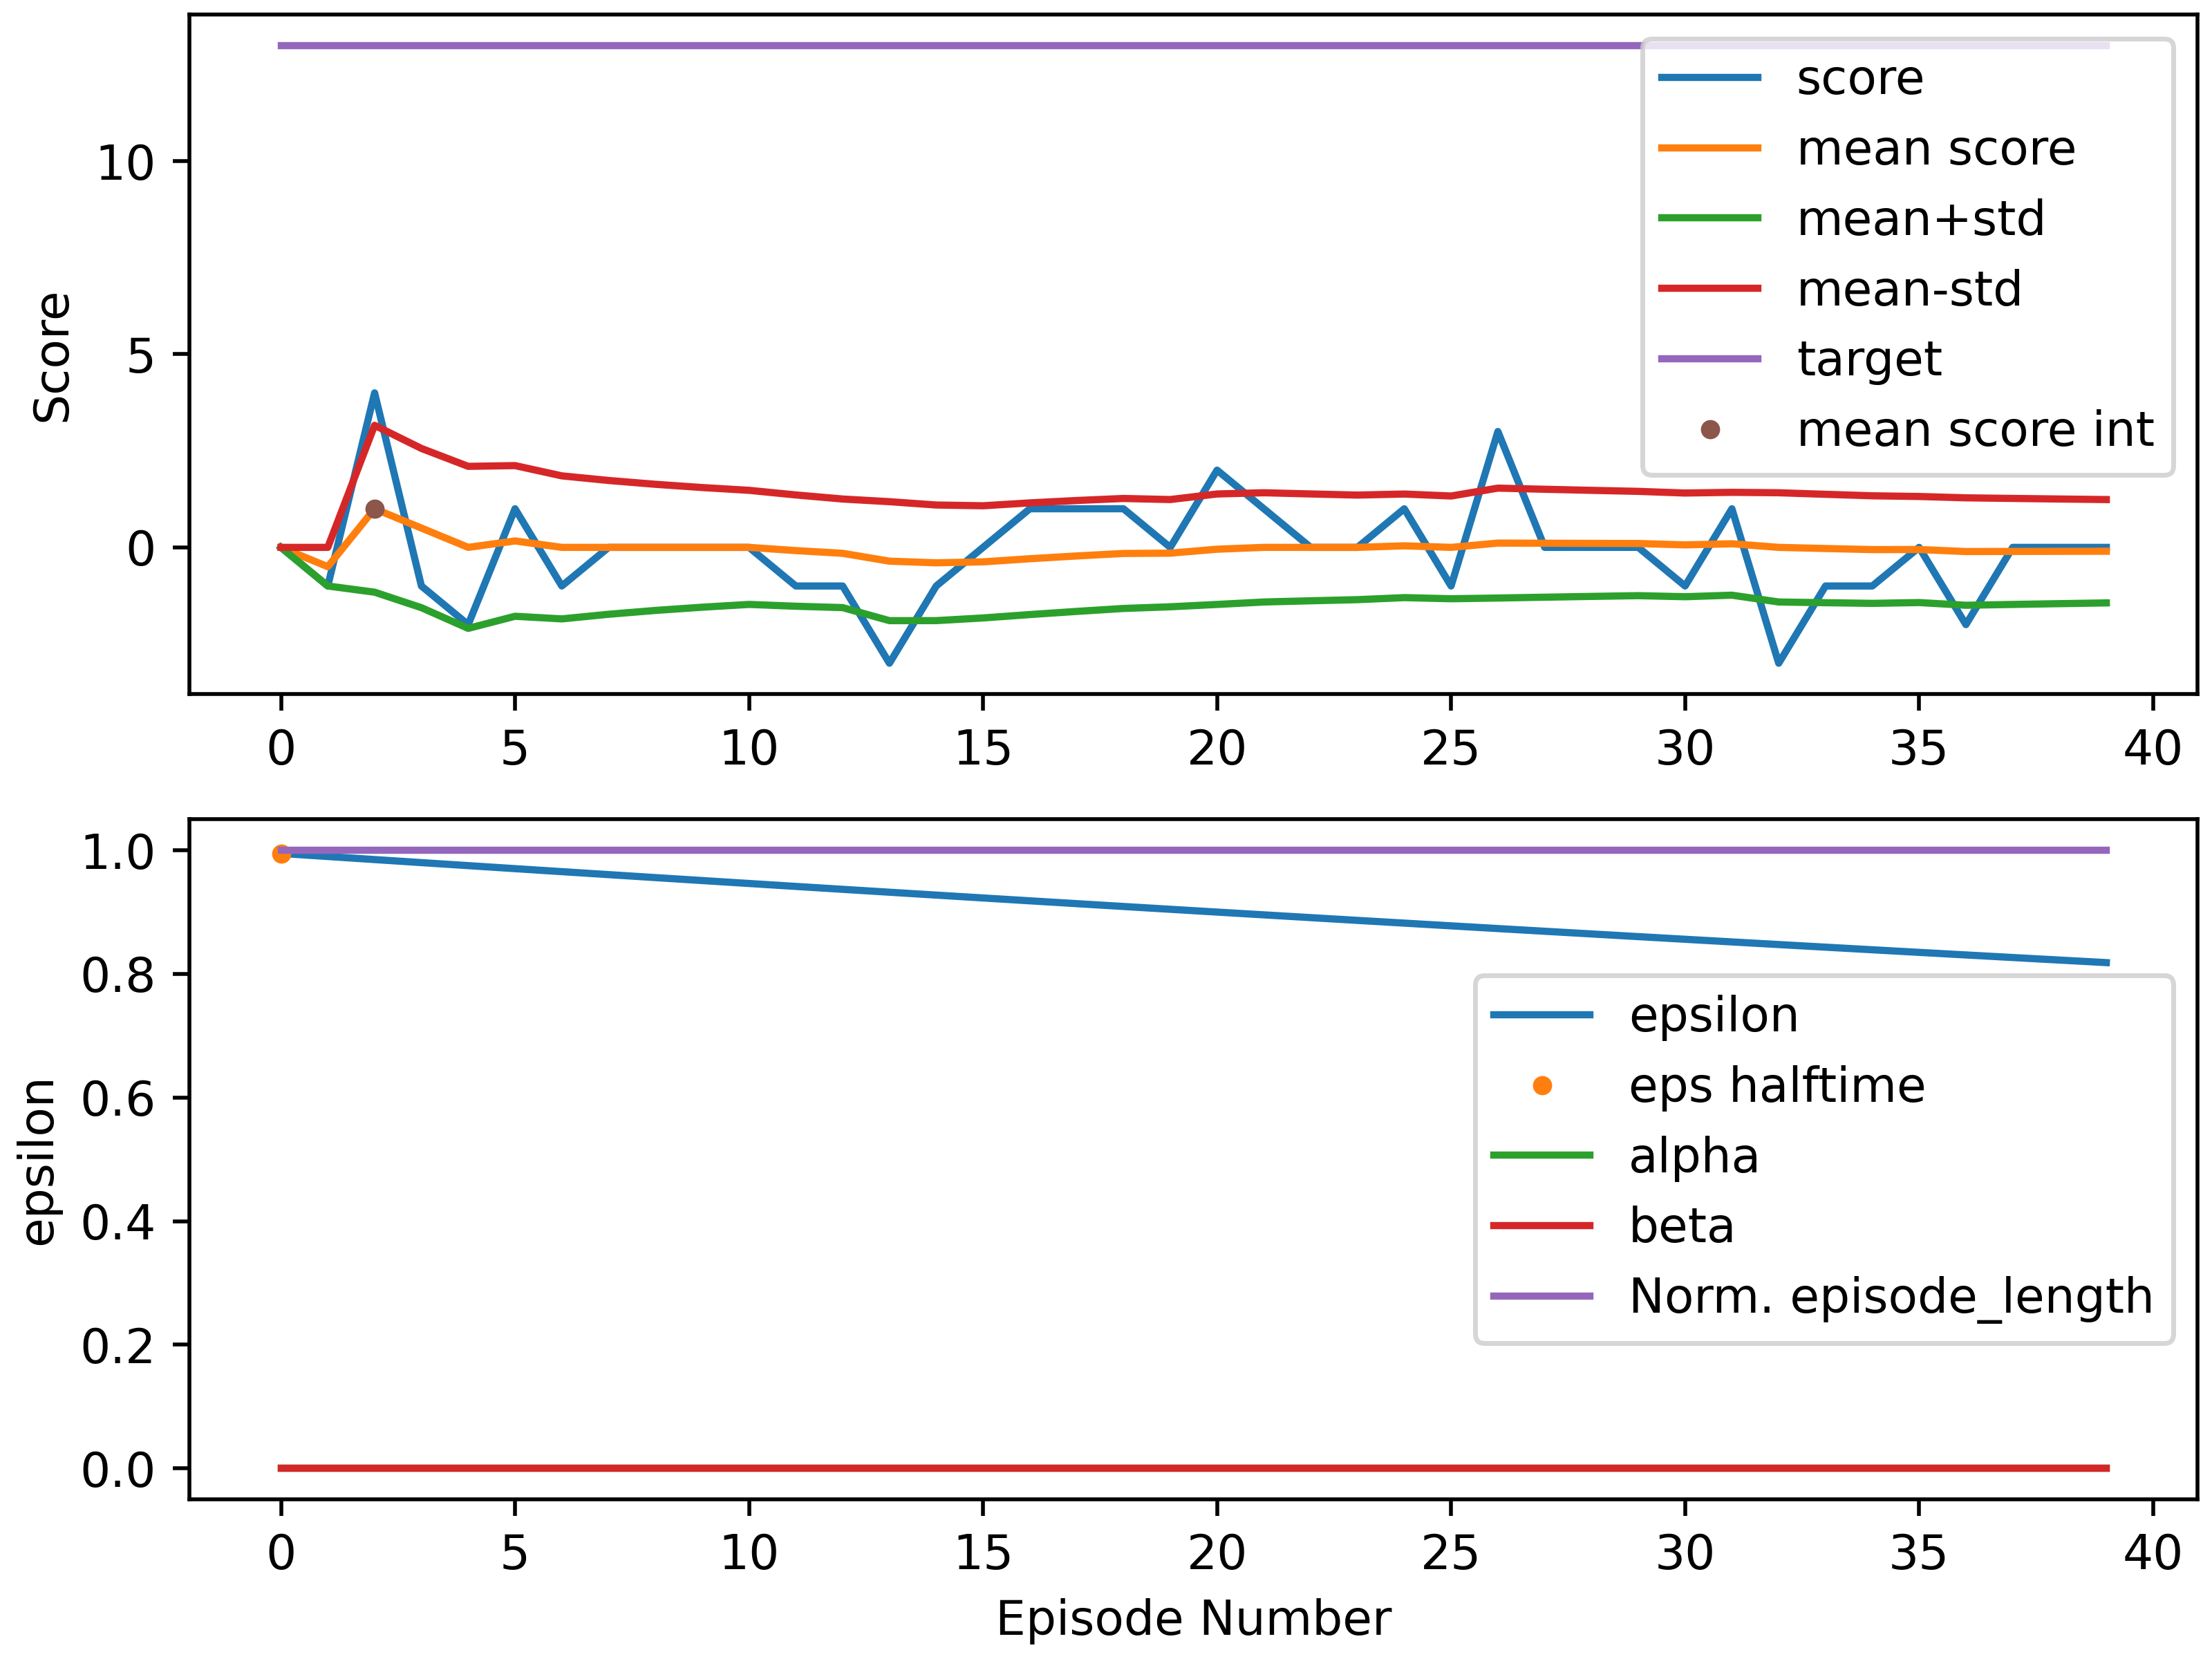 10
5
0
Score
score
mean score
mean+std
mean-std
target
mean score int
0 5 10 15 20 25 30 35 40
1.0
0.8
0.6
0.4
0.2
0.0
epsilon
epsilon
eps halftime
alpha
beta
Norm. episode_length
0 5 10 15 20 25 30 35 40
Episode Number